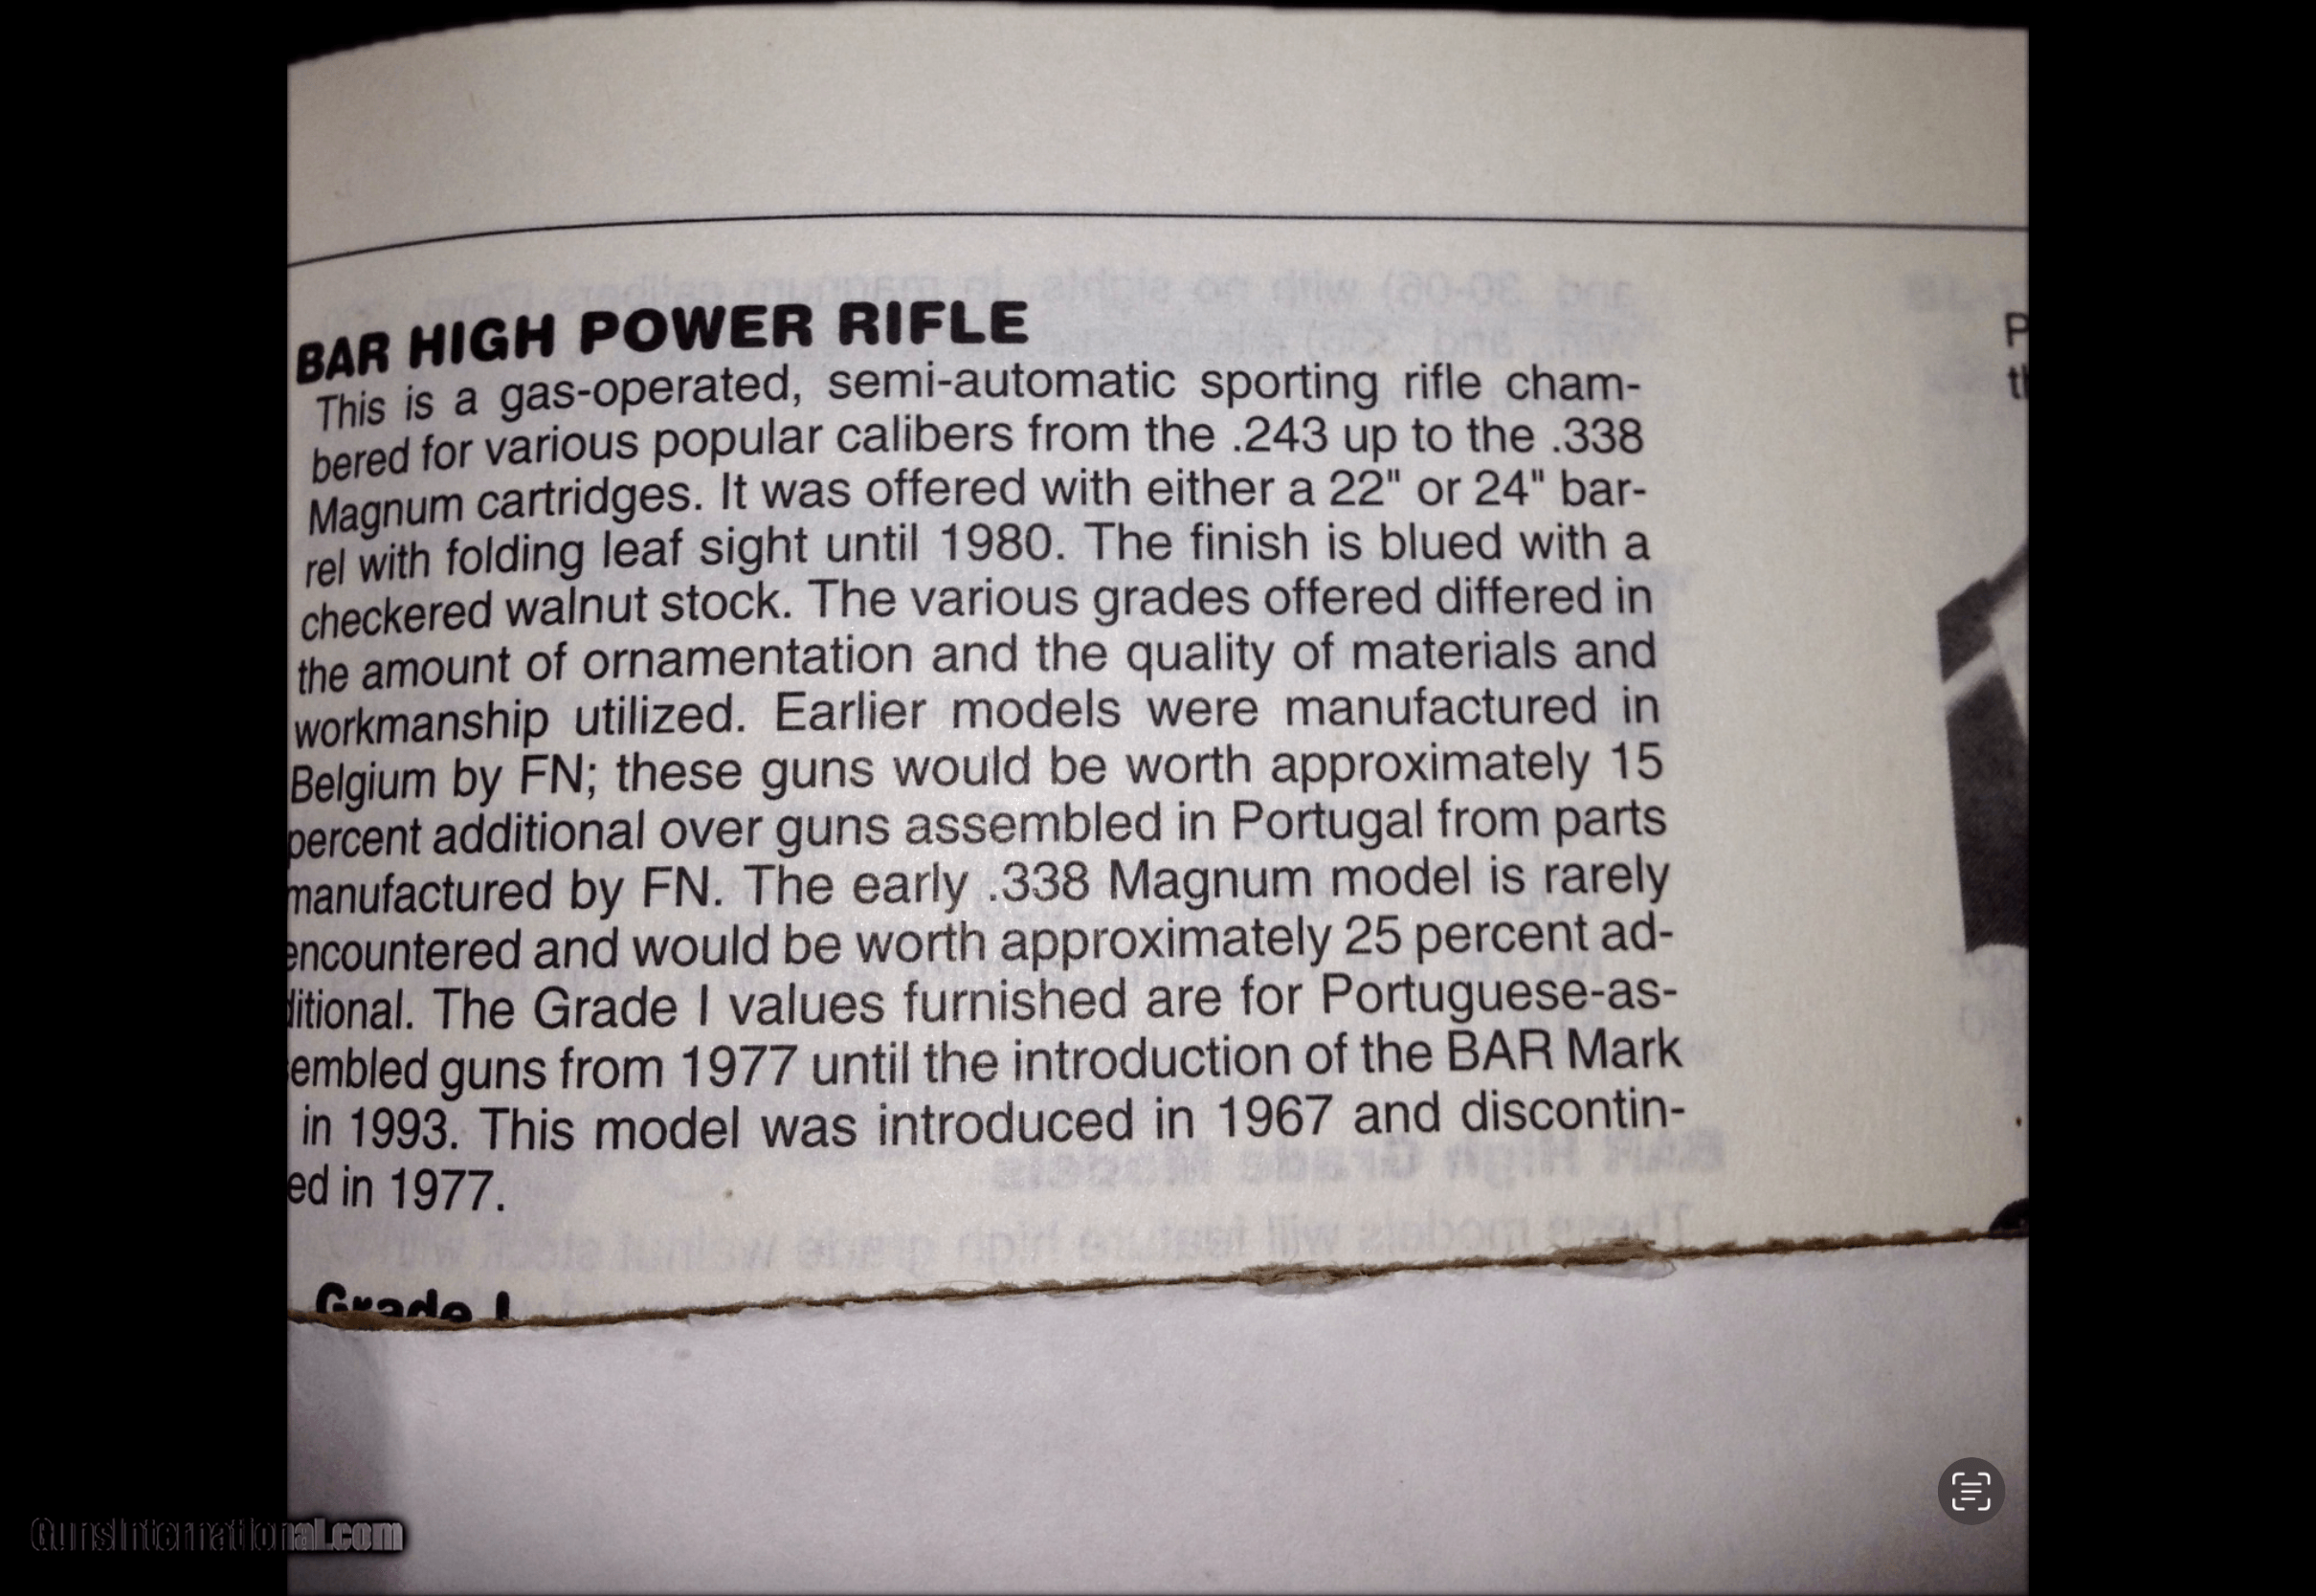 BAR HIGH POWER RIFLE
This is a gas-operated, semi-automatic sporting rifle cham-
bered for various popular calibers from the .243 up to the .338
Magnum cartridges. It was offered with either a 22" or 24" bar-
rel with folding leaf sight until 1980. The finish is blued with a
checkered walnut stock. The various grades offered differed in
the amount of ornamentation and the quality of materials and
workmanship utilized. Earlier models were manufactured in
Belgium by FN; these guns would be worth approximately 15
percent additional over guns assembled in Portugal from parts
manufactured by FN. The early .338 Magnum model is rarely
encountered and would be worth approximately 25 percent ad-
ditional. The Grade I values furnished are for Portuguese-as-
embled guns from 1977 until the introduction of the BAR Mark
in 1993. This model was introduced in 1967 and discontin-
ed in 1977.
Grade I
GunsInternational.com